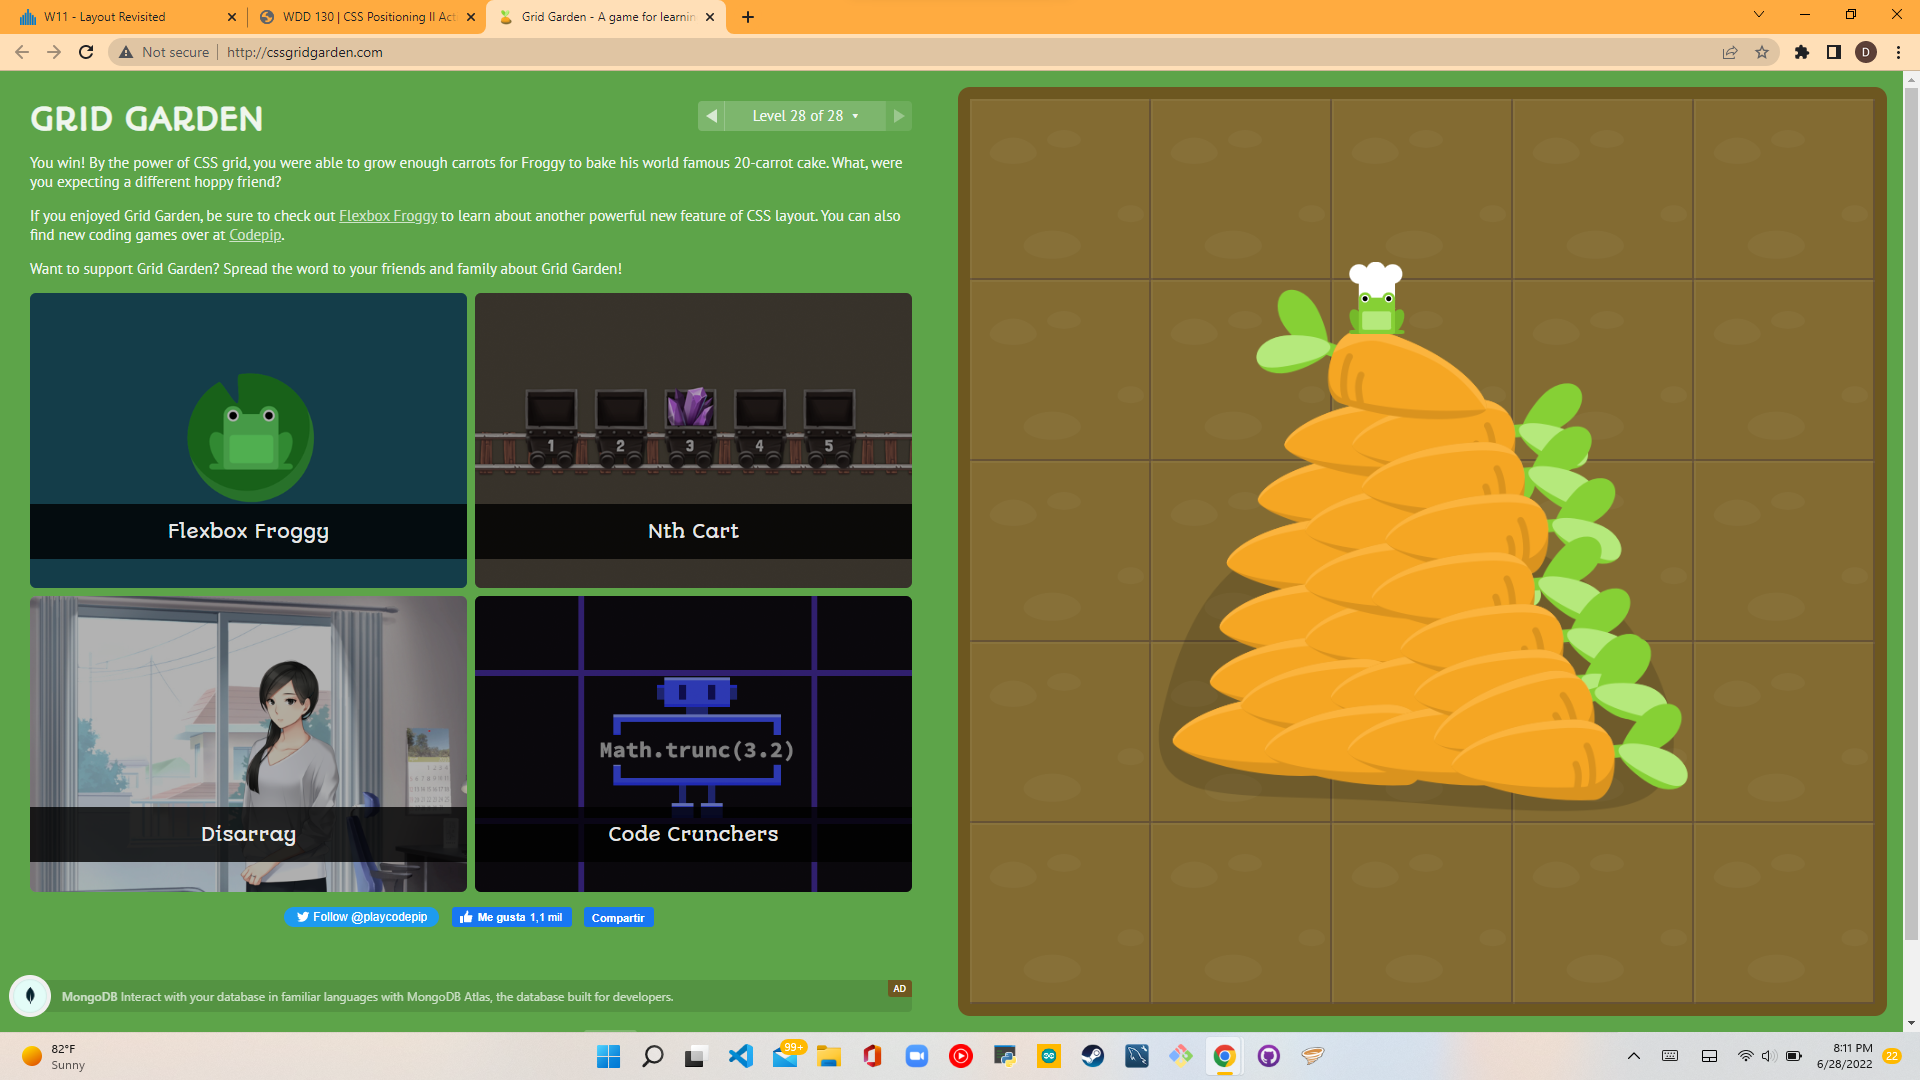 W11 - Layout Revisited
WDD 130 | CSS Positioning II Act
Grid Garden - A game for learnin
Not secure
http://cssgridgarden.com
D
GRID GARDEN
Level 28 of 28
You win! By the power of CSS grid, you were able to grow enough carrots for Froggy to bake his world famous 20-carrot cake. What, were
you expecting a different hoppy friend?
If you enjoyed Grid Garden, be sure to check out Flexbox Froggy to learn about another powerful new feature of CSS layout. You can also
find new coding games over at Codepip.
Want to support Grid Garden? Spread the word to your friends and family about Grid Garden!
1 2 3 4 5
Flexbox Froggy
Nth Cart
Math.trunc(3.2)
Disarray
Code Crunchers
Follow @playcodepip
Me gusta 1,1 mil
Compartir
MongoDB Interact with your database in familiar languages with MongoDB Atlas, the database built for developers.
AD
82°F
Sunny
99+
8:11 PM
6/28/2022
22